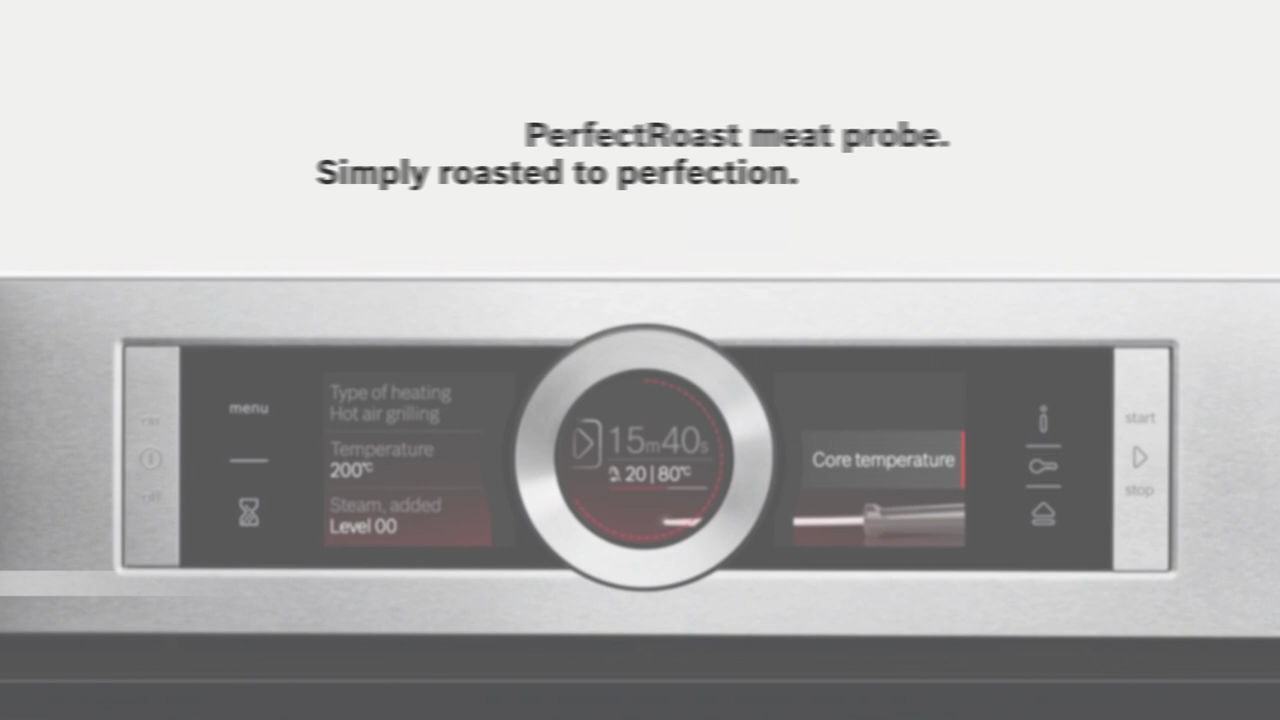 PerfectRoast meat probe.
Simply roasted to perfection.
menu
Type of heating
Hot air grilling
Temperature
200°C
Steam, added
Level 00
15m40s
20|80°C
Core temperature
start
stop